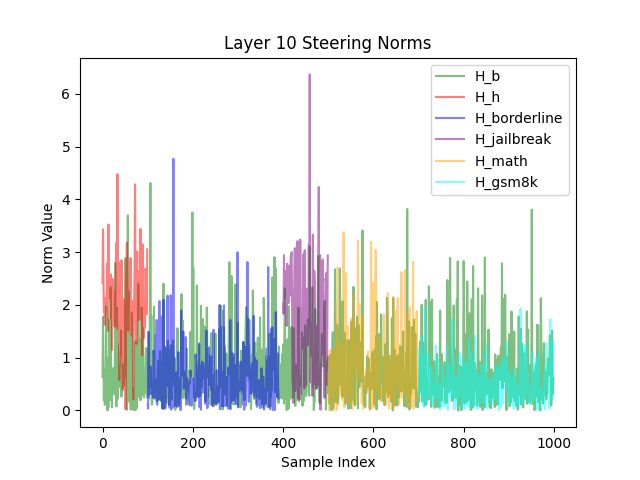 Layer 10 Steering Norms
H_b
H_h
H_borderline
H_jailbreak
H_math
H_gsm8k
Norm Value
6
5
4
3
2
1
0
0
200
400
600
800
1000
Sample Index